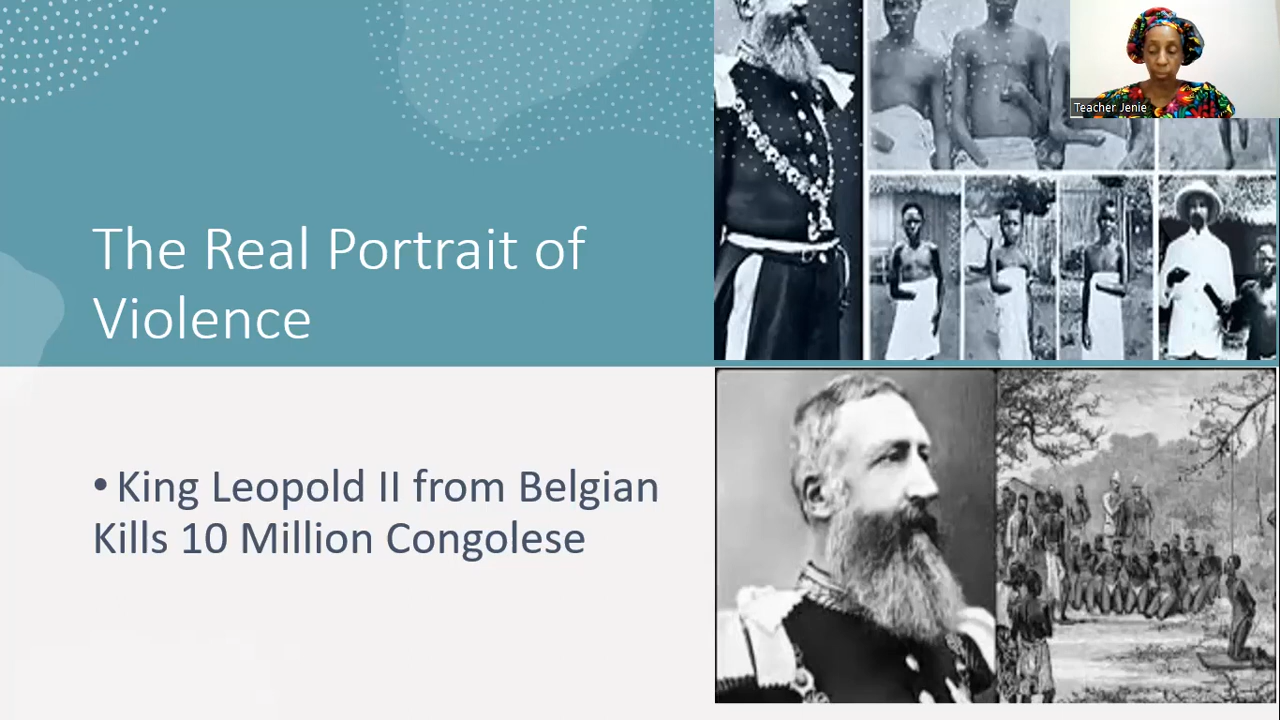 The Real Portrait of
Violence
• King Leopold II from Belgian
Kills 10 Million Congolese
Teacher Jenie